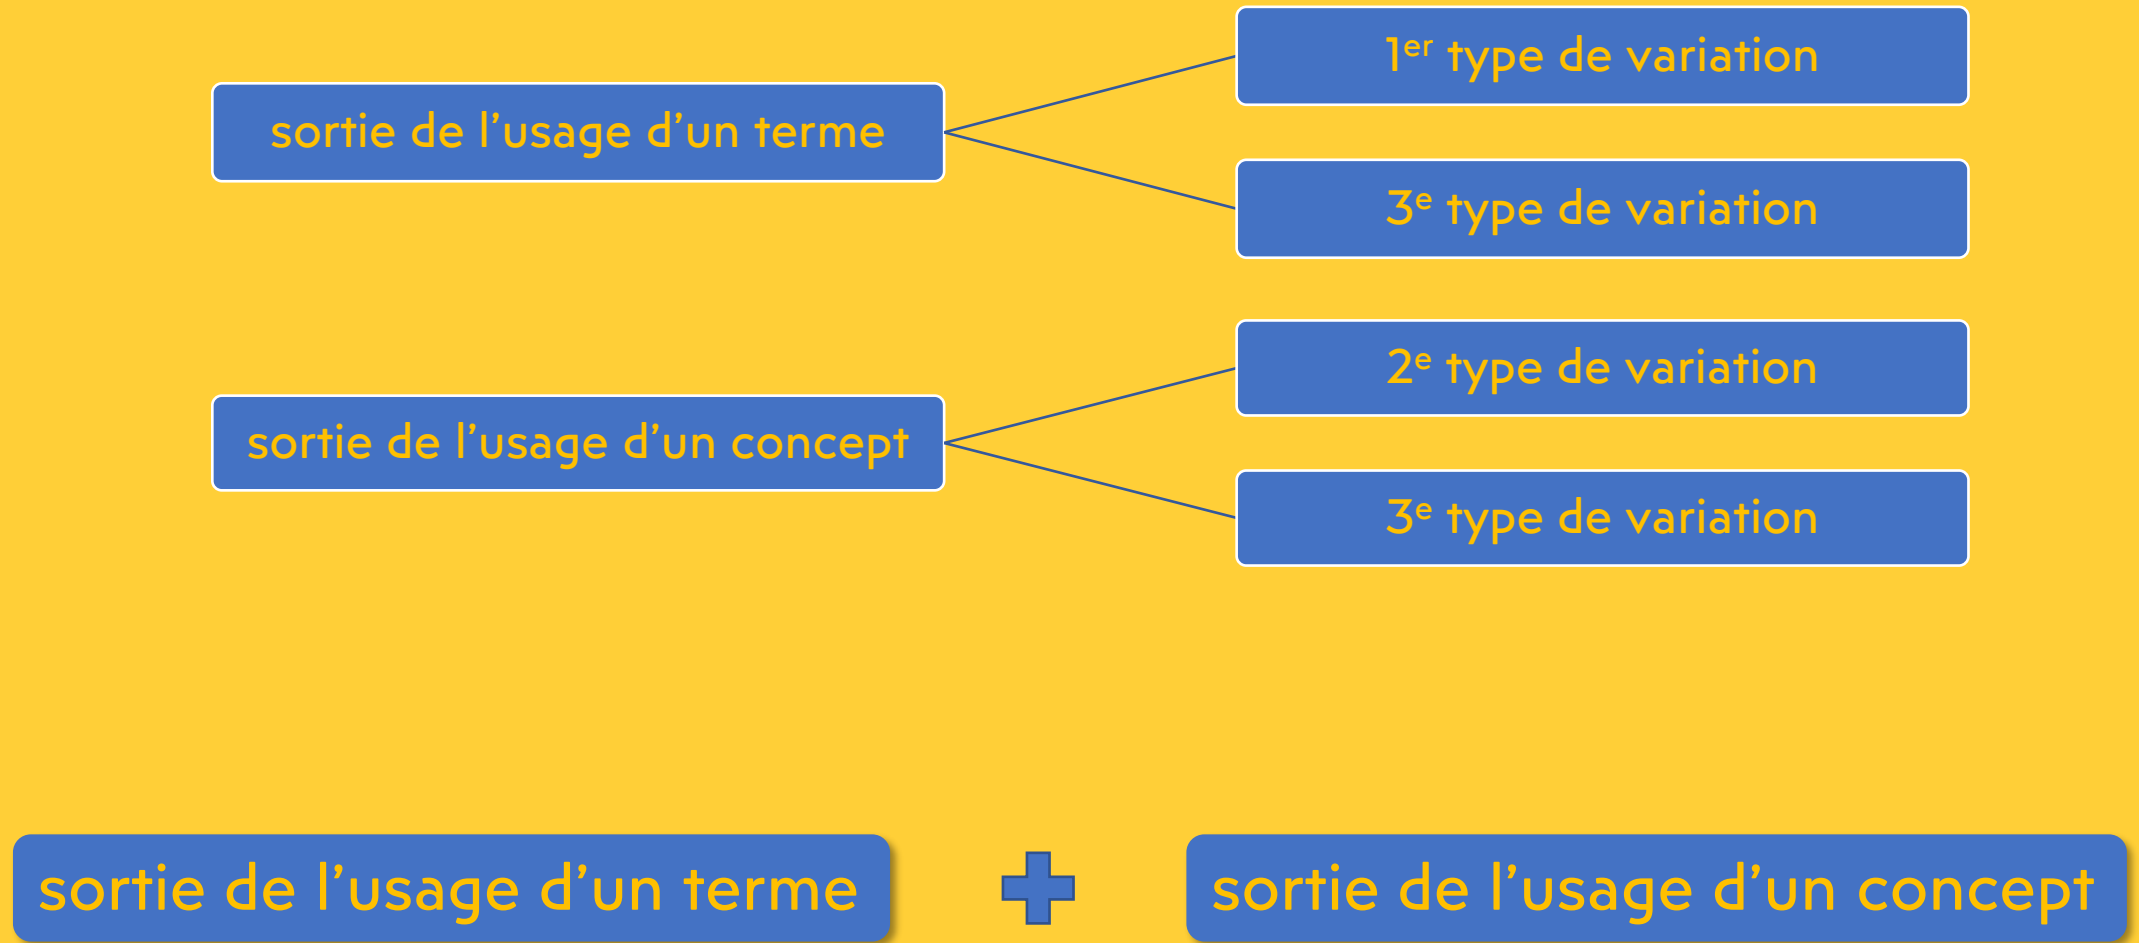 sortie de l’usage d’un terme
1er type de variation
3e type de variation
sortie de l’usage d’un concept
2e type de variation
3e type de variation
sortie de l’usage d’un terme
sortie de l’usage d’un concept